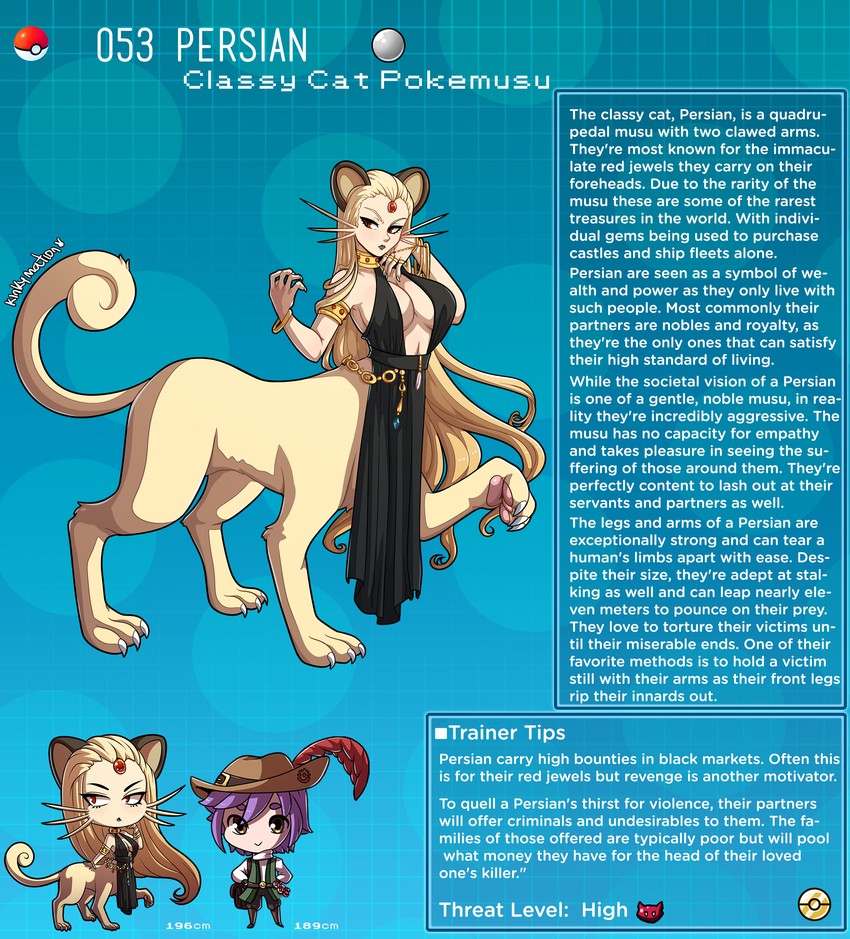 053 PERSIAN
Classy Cat Pokemusu
The classy cat, Persian, is a quadru-
pedal musu with two clawed arms.
They're most known for the immacu-
late red jewels they carry on their
foreheads. Due to the rarity of the
musu these are some of the rarest
treasures in the world. With indivi-
dual gems being used to purchase
castles and ship fleets alone.
Persian are seen as a symbol of we-
alth and power as they only live with
such people. Most commonly their
partners are nobles and royalty, as
they're the only ones that can satisfy
their high standard of living.
While the societal vision of a Persian
is one of a gentle, noble musu, in rea-
lity they're incredibly aggressive. The
musu has no capacity for empathy
and takes pleasure in seeing the su-
ffering of those around them. They're
perfectly content to lash out at their
servants and partners as well.
The legs and arms of a Persian are
exceptionally strong and can tear a
human's limbs apart with ease. Des-
pite their size, they're adept at stal-
king as well and can leap nearly ele-
ven meters to pounce on their prey.
They love to torture their victims un-
til their miserable ends. One of their
favorite methods is to hold a victim
still with their arms as their front legs
rip their innards out.
kinkymation
■Trainer Tips
Persian carry high bounties in black markets. Often this
is for their red jewels but revenge is another motivator.
To quell a Persian's thirst for violence, their partners
will offer criminals and undesirables to them. The fa-
milies of those offered are typically poor but will pool
what money they have for the head of their loved
one's killer."
Threat Level: High
196cm
189cm